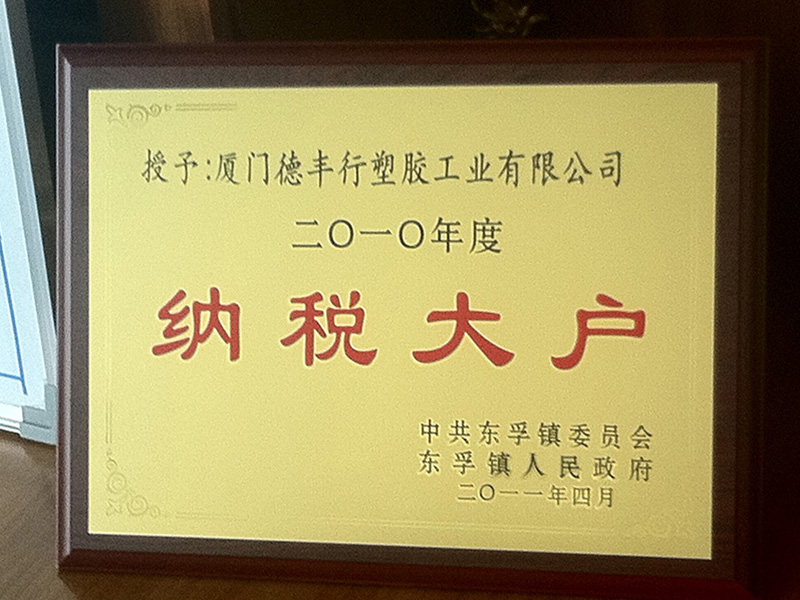 授予:厦门德丰行塑胶工业有限公司
二〇一〇年度
纳税大户
中共东孚镇委员会
东孚镇人民政府
二〇一一年四月